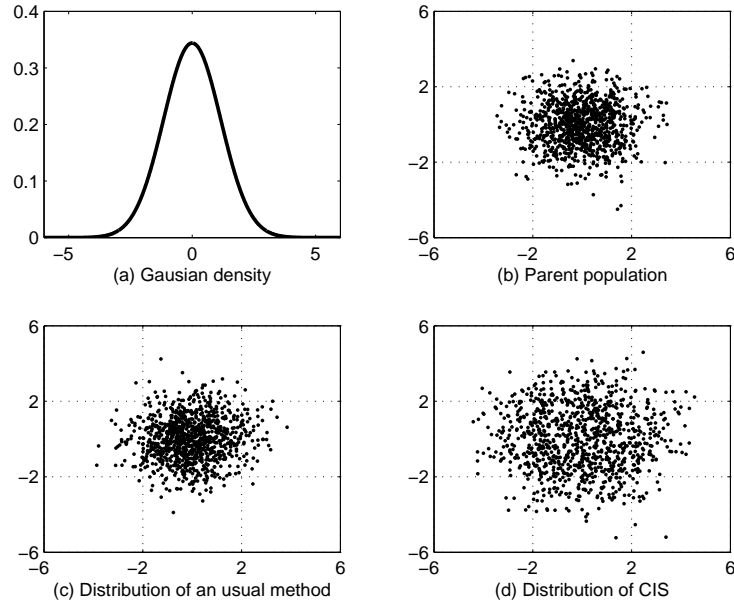 0.4
0.3
0.2
0.1
0
−5 0 5
(a) Gausian density
6
2
−2
−6
−6 −2 2 6
(b) Parent population
6
2
−2
−6
−6 −2 2 6
(c) Distribution of an usual method
6
2
−2
−6
−6 −2 2 6
(d) Distribution of CIS